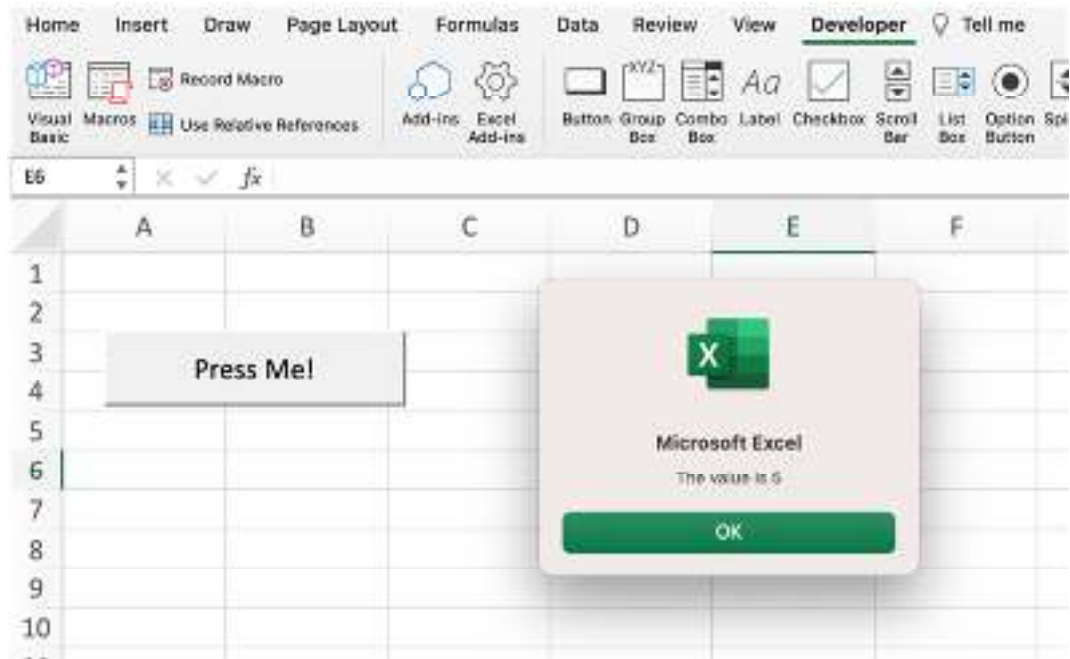 Home Insert Draw Page Layout Formulas Data Review View Developer Tell me
Record Macro
Use Relative References
Visual Basic
Macros
Add-ins
Excel Add-ins
Button
Group Box
Combo Box
Label
Checkbox
Scroll Bar
List Box
Option Button
XYZ
Aa
E6
fx
A B C D E F
1
2
3
Press Me!
4
5
6
7
8
9
10
X
Microsoft Excel
The value is 5
OK